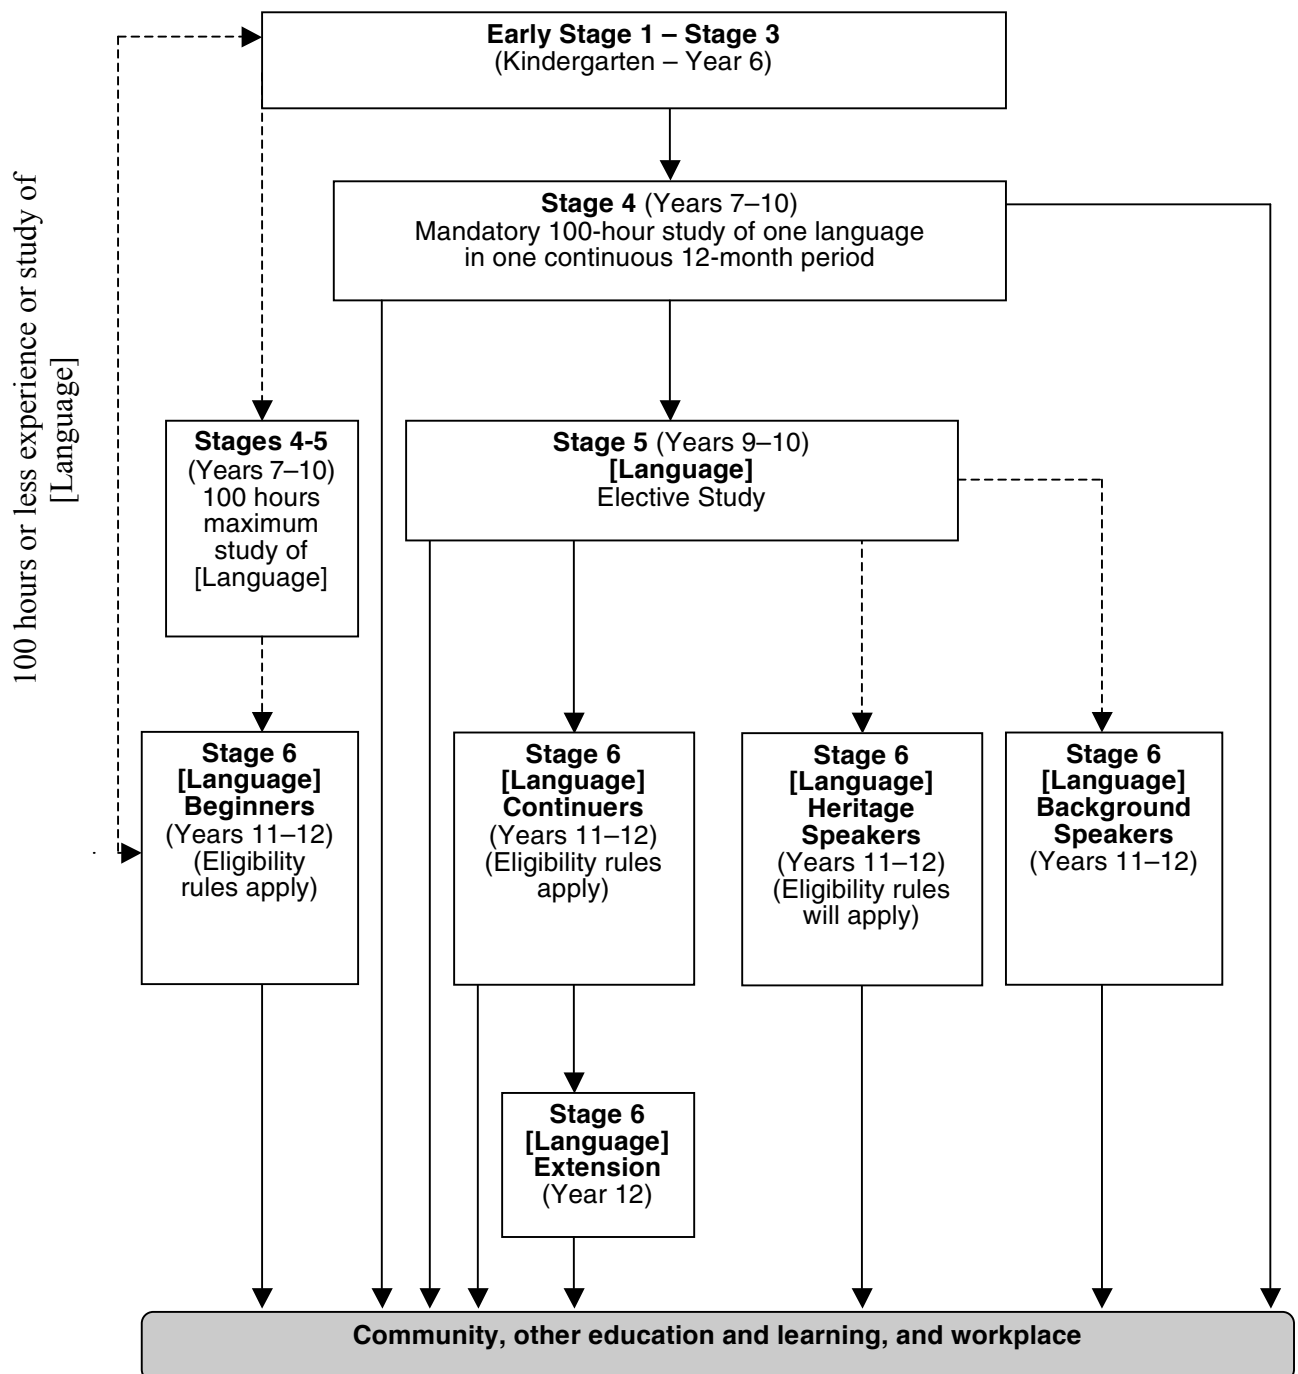 Early Stage 1 – Stage 3
(Kindergarten – Year 6)
100 hours or less experience or study of
[Language]
Stage 4 (Years 7–10)
Mandatory 100-hour study of one language
in one continuous 12-month period
Stages 4-5
(Years 7–10)
100 hours
maximum
study of
[Language]
Stage 5 (Years 9–10)
[Language]
Elective Study
Stage 6
[Language]
Beginners
(Years 11–12)
(Eligibility
rules apply)
Stage 6
[Language]
Continuers
(Years 11–12)
(Eligibility rules
apply)
Stage 6
[Language]
Heritage
Speakers
(Years 11–12)
(Eligibility rules
will apply)
Stage 6
[Language]
Background
Speakers
(Years 11–12)
Stage 6
[Language]
Extension
(Year 12)
Community, other education and learning, and workplace